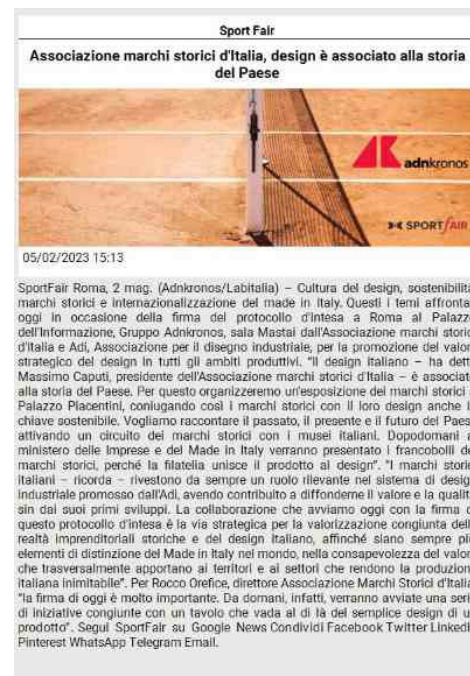 Sport Fair
Associazione marchi storici d'Italia, design è associato alla storia
del Paese
adnkronos
SPORTFAIR
05/02/2023 15:13
SportFair Roma, 2 mag. (Adnkronos/Labitalia) – Cultura del design, sostenibilità
marchi storici e internazionalizzazione del made in Italy. Questi i temi affronta
oggi in occasione della firma del protocollo d'intesa a Roma al Palazzo
dell'Informazione, Gruppo Adnkronos, sala Mastai dall'Associazione marchi storic
d'Italia e Adi, Associazione per il disegno industriale, per la promozione del valor
strategico del design in tutti gli ambiti produttivi. "Il design italiano – ha dett
Massimo Caputi, presidente dell'Associazione marchi storici d'Italia – è associat
alla storia del Paese. Per questo organizzeremo un'esposizione dei marchi storici
Palazzo Piacentini, coniugando così i marchi storici con il loro design anche i
chiave sostenibile. Vogliamo raccontare il passato, il presente e il futuro del Paes
attivando un circuito dei marchi storici con i musei italiani. Dopodomani a
ministero delle Imprese e del Made in Italy verranno presentato i francobolli de
marchi storici, perché la filatelia unisce il prodotto al design". "I marchi storic
italiani – ricorda – rivestono da sempre un ruolo rilevante nel sistema di desig
industriale promosso dall'Adi, avendo contribuito a diffonderne il valore e la qualit
sin dai suoi primi sviluppi. La collaborazione che avviamo oggi con la firma d
questo protocollo d'intesa è la via strategica per la valorizzazione congiunta dell
realtà imprenditoriali storiche e del design italiano, affinché siano sempre pi
elementi di distinzione del Made in Italy nel mondo, nella consapevolezza del valor
che trasversalmente apportano ai territori e ai settori che rendono la produzion
italiana inimitabile". Per Rocco Orefice, direttore Associazione Marchi Storici d'Itali
"la firma di oggi è molto importante. Da domani, infatti, verranno avviate una seri
di iniziative congiunte con un tavolo che vada al di là del semplice design di u
prodotto". Segui SportFair su Google News Condividi Facebook Twitter LinkedI
Pinterest WhatsApp Telegram Email.